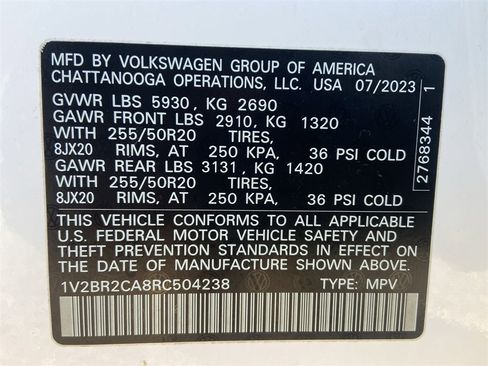 MFD BY VOLKSWAGEN GROUP OF AMERICA
CHATTANOOGA OPERATIONS, LLC. USA 07/2023
GVWR LBS 5930, KG 2690
GAWR FRONT LBS 2910, KG 1320
WITH 255/50R20 TIRES,
8JX20 RIMS, AT 250 KPA, 36 PSI COLD
GAWR REAR LBS 3131, KG 1420
WITH 255/50R20 TIRES,
8JX20 RIMS, AT 250 KPA, 36 PSI COLD
THIS VEHICLE CONFORMS TO ALL APPLICABLE
U.S. FEDERAL MOTOR VEHICLE SAFETY AND
THEFT PREVENTION STANDARDS IN EFFECT ON
THE DATE OF MANUFACTURE SHOWN ABOVE.
1V2BR2CA8RC504238 TYPE: MPV
2768344 1